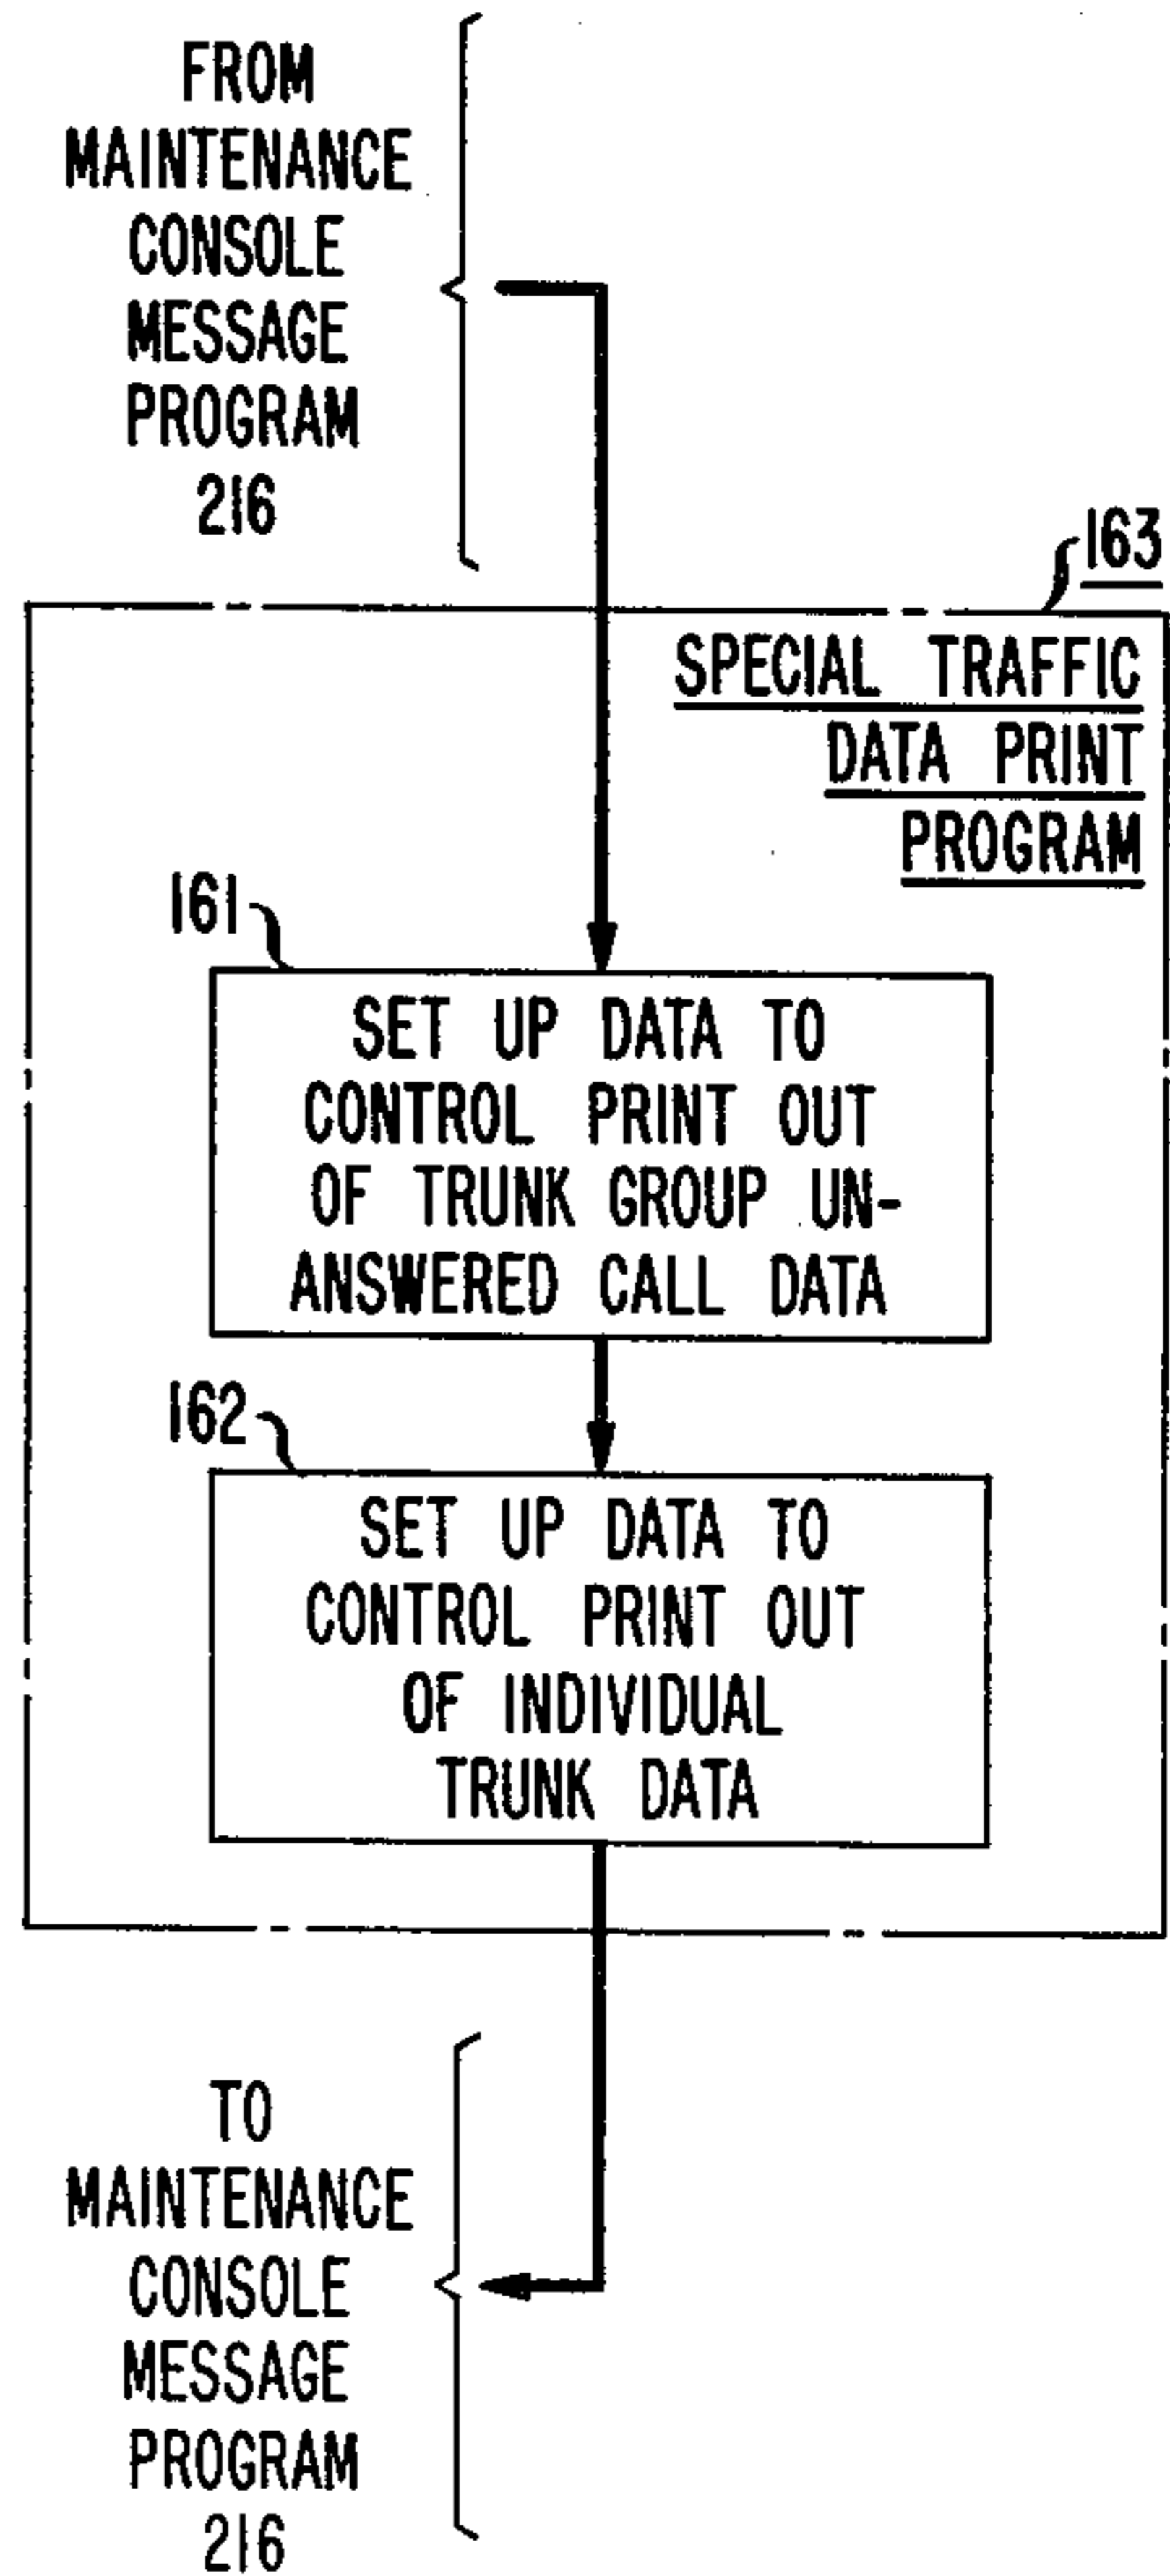 FROM
MAINTENANCE
CONSOLE
MESSAGE
PROGRAM
216
163
SPECIAL TRAFFIC
DATA PRINT
PROGRAM
161
SET UP DATA TO
CONTROL PRINT OUT
OF TRUNK GROUP UN-
ANSWERED CALL DATA
162
SET UP DATA TO
CONTROL PRINT OUT
OF INDIVIDUAL
TRUNK DATA
TO
MAINTENANCE
CONSOLE
MESSAGE
PROGRAM
216